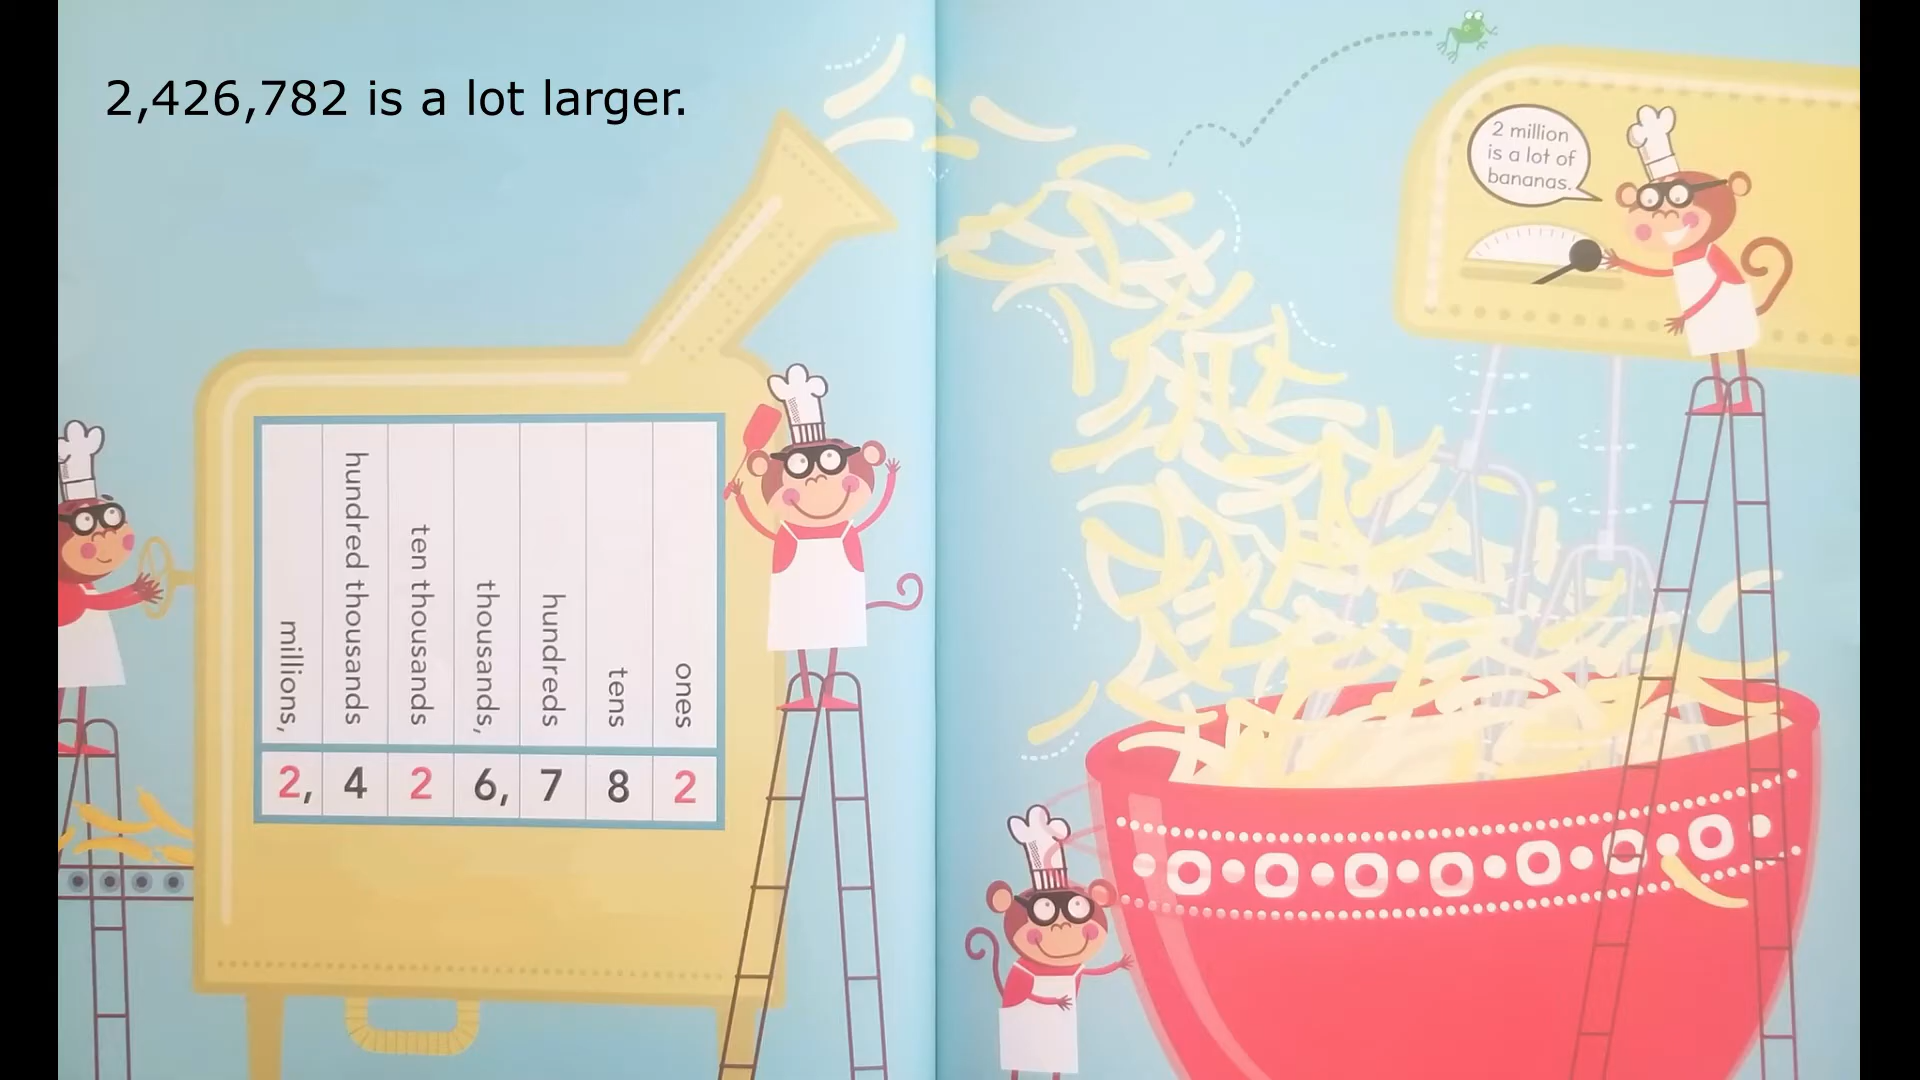 2,426,782 is a lot larger.
2 million
is a lot of
bananas.
millions,
hundred thousands
ten thousands
thousands,
hundreds
tens
ones
2, 4 2 6, 7 8 2